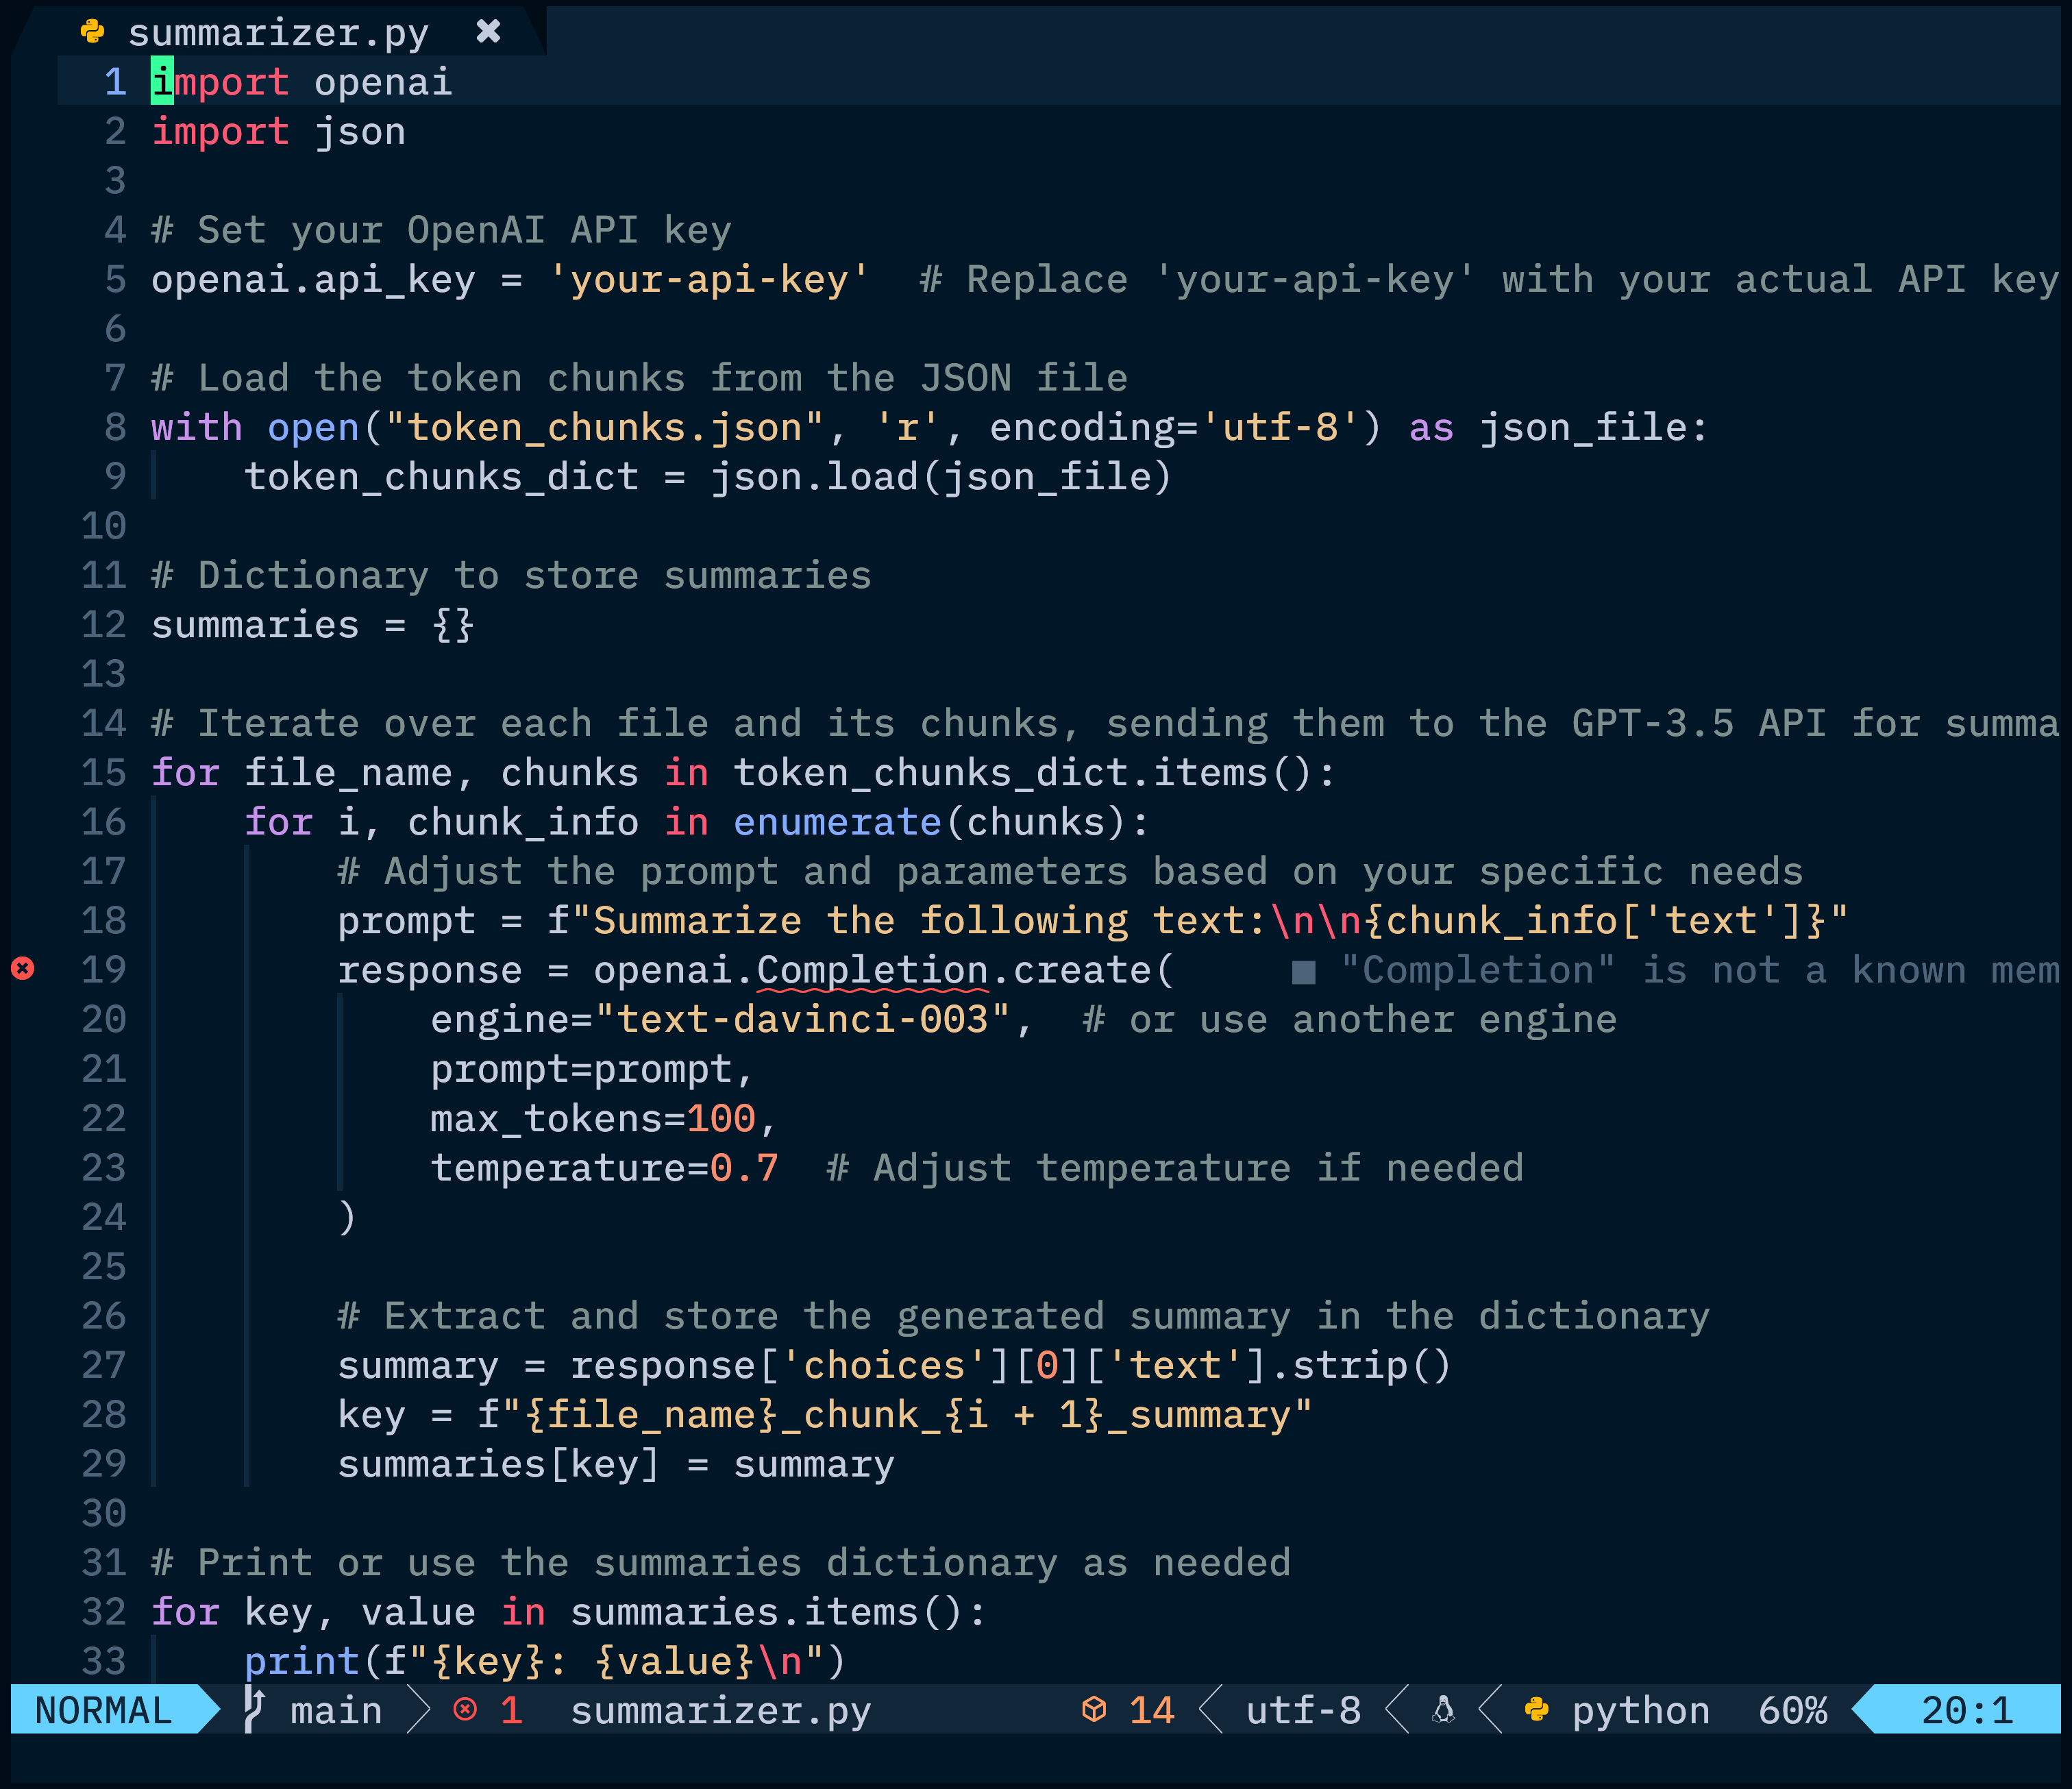 summarizer.py ✖
1 import openai
2 import json
3
4 # Set your OpenAI API key
5 openai.api_key = 'your-api-key'  # Replace 'your-api-key' with your actual API key
6
7 # Load the token chunks from the JSON file
8 with open("token_chunks.json", 'r', encoding='utf-8') as json_file:
9     token_chunks_dict = json.load(json_file)
10
11 # Dictionary to store summaries
12 summaries = {}
13
14 # Iterate over each file and its chunks, sending them to the GPT-3.5 API for summa
15 for file_name, chunks in token_chunks_dict.items():
16     for i, chunk_info in enumerate(chunks):
17         # Adjust the prompt and parameters based on your specific needs
18         prompt = f"Summarize the following text:\n\n{chunk_info['text']}"
19         response = openai.Completion.create(     ■ "Completion" is not a known mem
20             engine="text-davinci-003",  # or use another engine
21             prompt=prompt,
22             max_tokens=100,
23             temperature=0.7  # Adjust temperature if needed
24         )
25
26         # Extract and store the generated summary in the dictionary
27         summary = response['choices'][0]['text'].strip()
28         key = f"{file_name}_chunk_{i + 1}_summary"
29         summaries[key] = summary
30
31 # Print or use the summaries dictionary as needed
32 for key, value in summaries.items():
33     print(f"{key}: {value}\n")
NORMAL main 1 summarizer.py 14 utf-8 python 60% 20:1